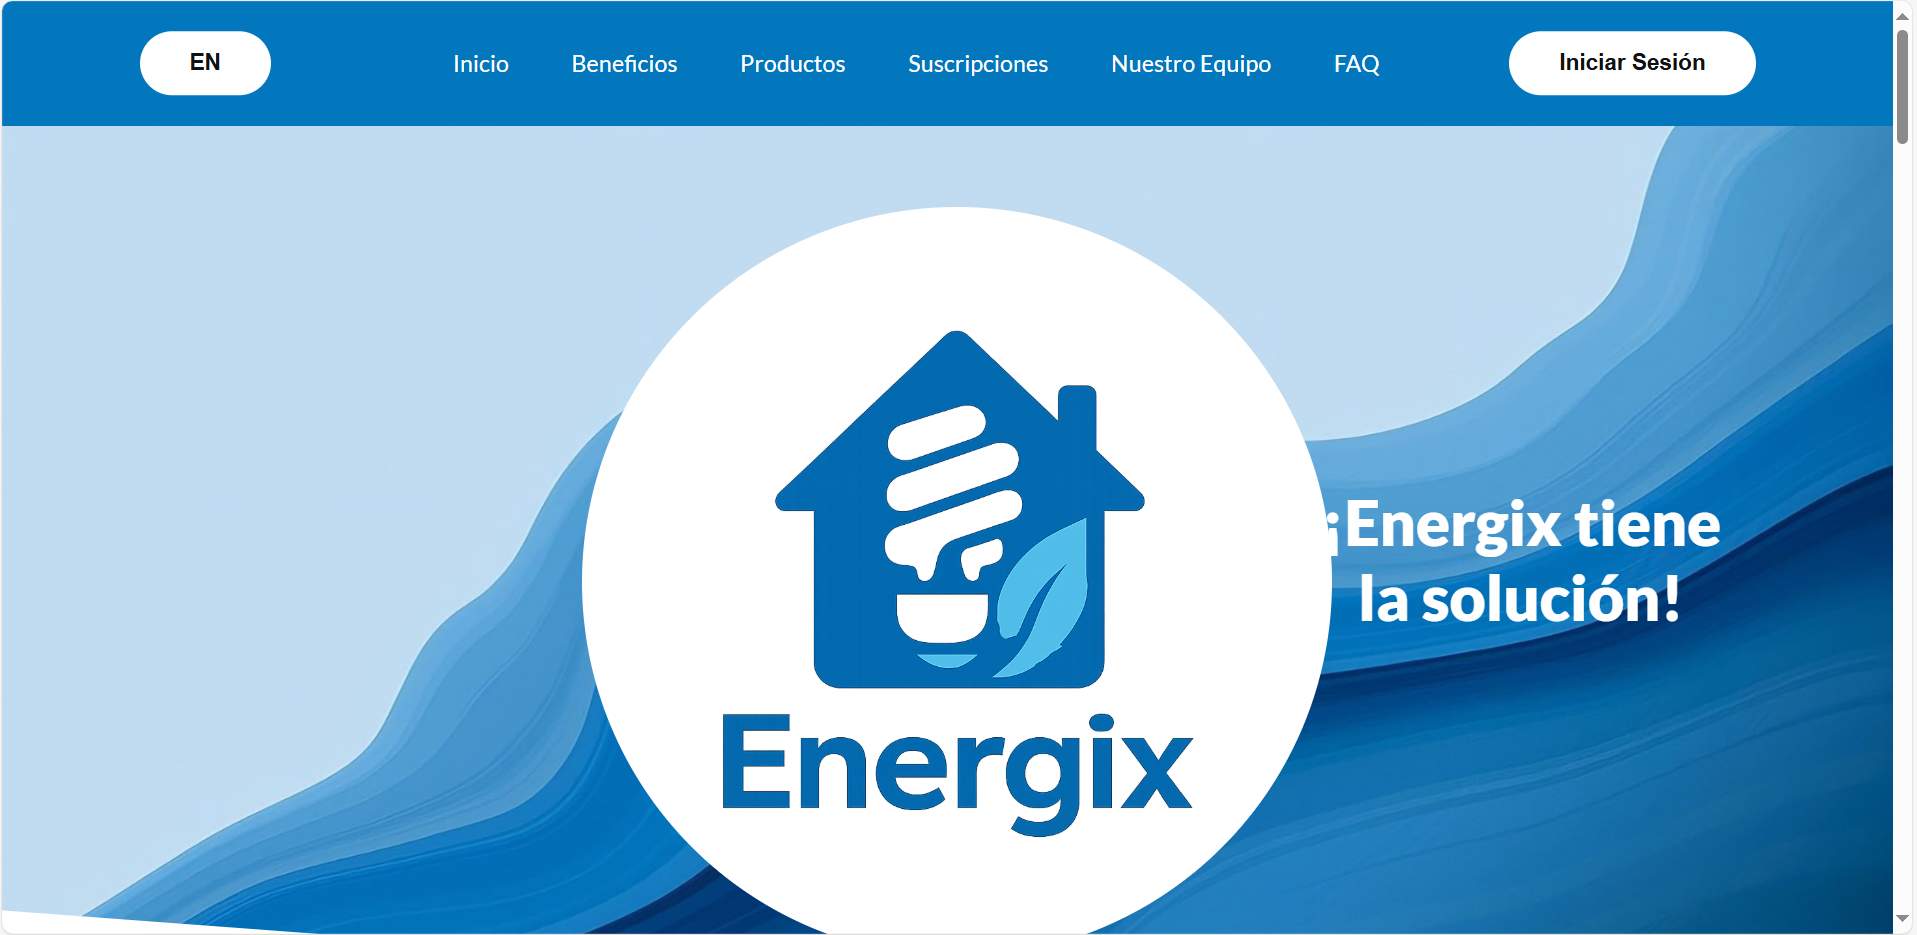 EN
Inicio
Beneficios
Productos
Suscripciones
Nuestro Equipo
FAQ
Iniciar Sesión
¡Energix tiene
la solución!
Energix